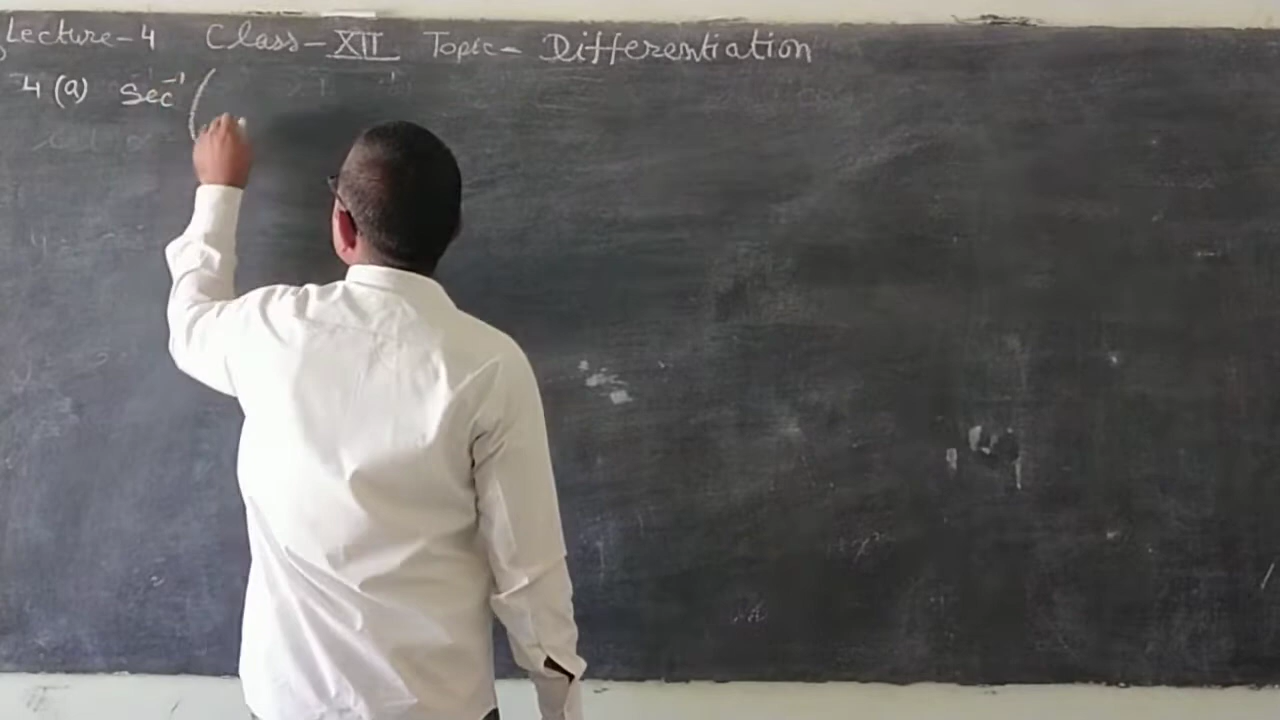 Lecture-4 Class-XII Topic- Differentiation
4 (a) Sec⁻¹ (